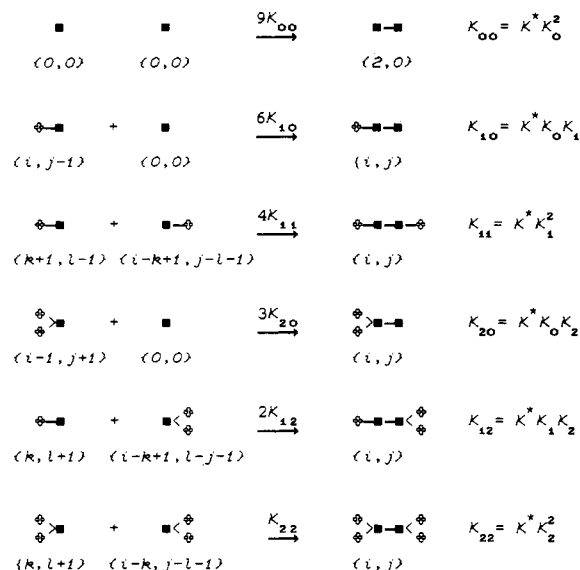 9K₀₀ K₀₀ = K*K₀²
(0,0) (0,0) (2,0)
+ 6K₁₀ K₁₀ = K*K₀K₁
(i,j-1) (0,0) (i,j)
+ 4K₁₁ K₁₁ = K*K₁²
(k+1,l-1) (i-k+1,j-l-1) (i,j)
+ 3K₂₀ K₂₀ = K*K₀K₂
(i-1,j+1) (0,0) (i,j)
+ 2K₁₂ K₁₂ = K*K₁K₂
(k,l+1) (i-k+1,l-j-1) (i,j)
+ K₂₂ K₂₂ = K*K₂²
(k,l+1) (i-k,j-l-1) (i,j)